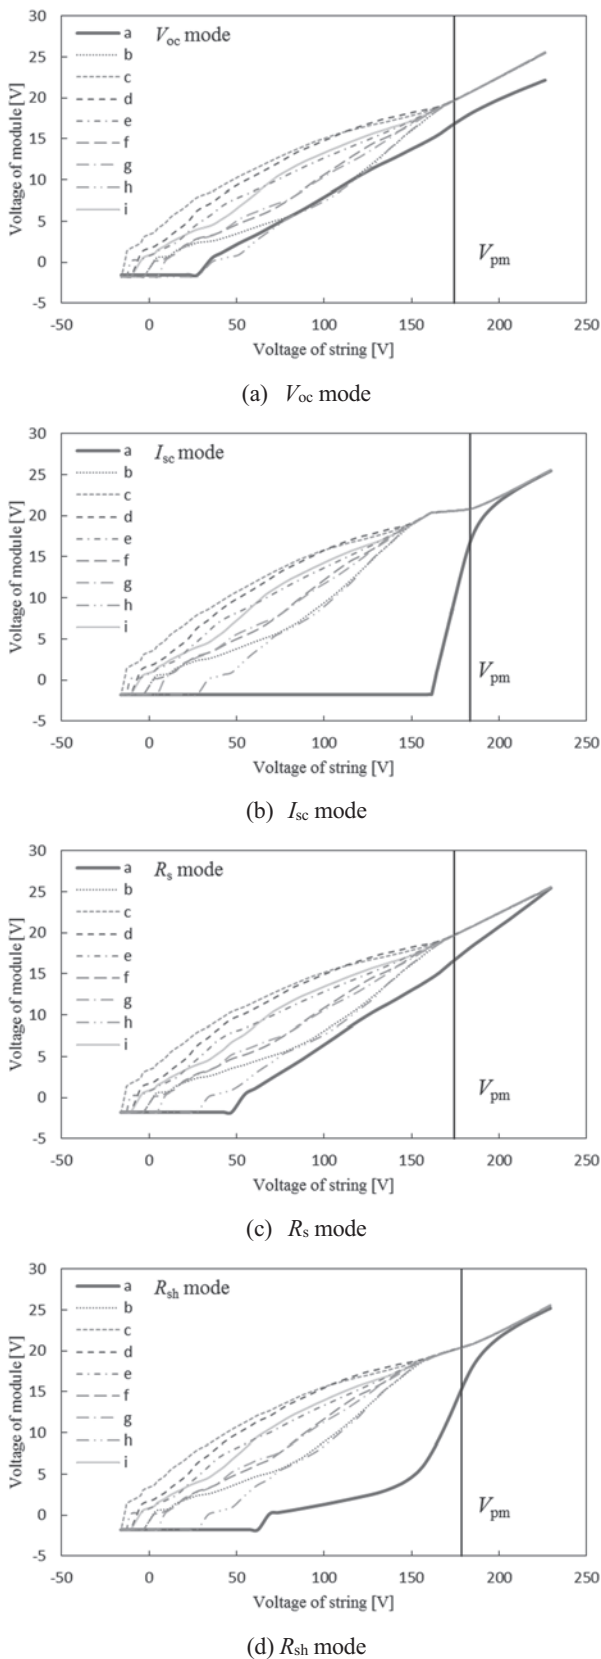 30
25
20
15
10
5
0
-5
Voltage of module [V]
a
b
c
d
e
f
g
h
i
Voc mode
Vpm
-50 0 50 100 150 200 250
Voltage of string [V]
(a) Voc mode
30
25
20
15
10
5
0
-5
Voltage of module [V]
a
b
c
d
e
f
g
h
i
Isc mode
Vpm
-50 0 50 100 150 200 250
Voltage of string [V]
(b) Isc mode
30
25
20
15
10
5
0
-5
Voltage of module [V]
a
b
c
d
e
f
g
h
i
Rs mode
Vpm
-50 0 50 100 150 200 250
Voltage of string [V]
(c) Rs mode
30
25
20
15
10
5
0
-5
Voltage of module [V]
a
b
c
d
e
f
g
h
i
Rsh mode
Vpm
-50 0 50 100 150 200 250
Voltage of string [V]
(d) Rsh mode